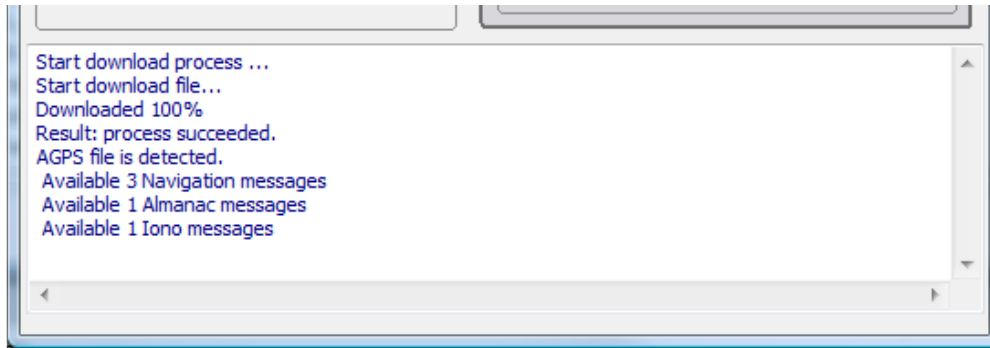 Start download process ...
Start download file...
Downloaded 100%
Result: process succeeded.
AGPS file is detected.
Available 3 Navigation messages
Available 1 Almanac messages
Available 1 Iono messages